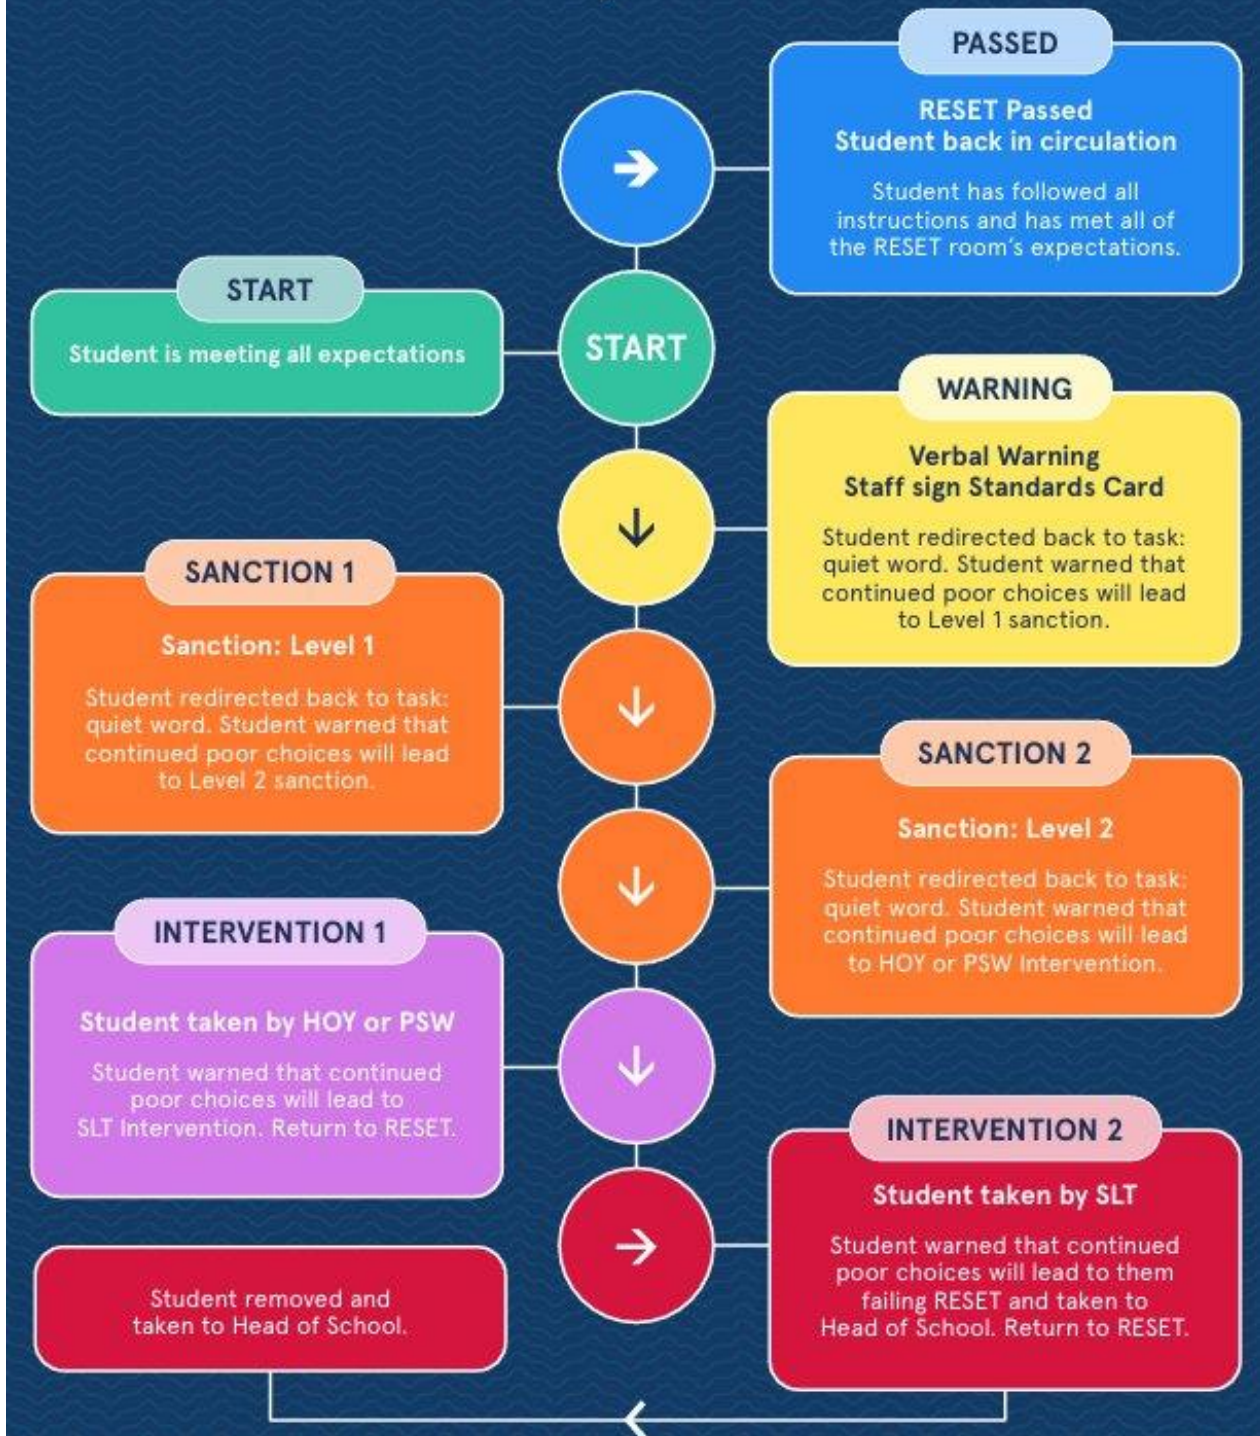 PASSED
RESET Passed
Student back in circulation
Student has followed all
instructions and has met all of
the RESET room's expectations.
START
Student is meeting all expectations
START
WARNING
Verbal Warning
Staff sign Standards Card
Student redirected back to task:
quiet word. Student warned that
continued poor choices will lead
to Level 1 sanction.
SANCTION 1
Sanction: Level 1
Student redirected back to task:
quiet word. Student warned that
continued poor choices will lead
to Level 2 sanction.
SANCTION 2
Sanction: Level 2
Student redirected back to task:
quiet word. Student warned that
continued poor choices will lead
to HOY or PSW Intervention.
INTERVENTION 1
Student taken by HOY or PSW
Student warned that continued
poor choices will lead to
SLT Intervention. Return to RESET.
INTERVENTION 2
Student taken by SLT
Student warned that continued
poor choices will lead to them
failing RESET and taken to
Head of School. Return to RESET.
Student removed and
taken to Head of School.